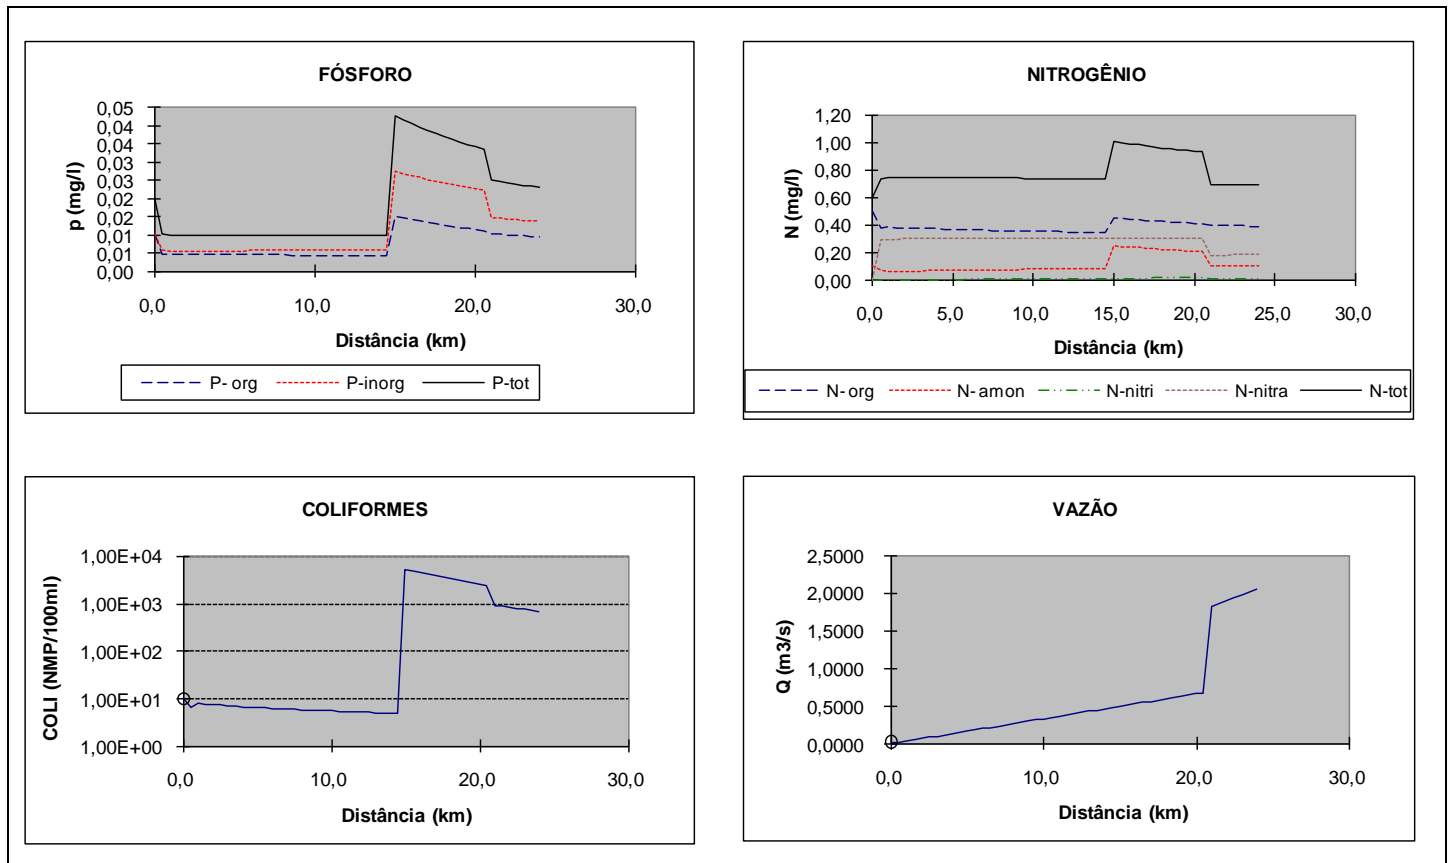 FÓSFORO
0,05
0,04
0,04
0,03
0,03
0,02
0,02
0,01
0,01
0,00
p (mg/l)
0,0 10,0 20,0 30,0
Distância (km)
P- org P-inorg P-tot
NITROGÊNIO
1,20
1,00
0,80
0,60
0,40
0,20
0,00
N (mg/l)
0,0 5,0 10,0 15,0 20,0 25,0 30,0
Distância (km)
N- org N- amon N-nitri N-nitra N-tot
COLIFORMES
1,00E+04
1,00E+03
1,00E+02
1,00E+01
1,00E+00
COLI (NMP/100ml)
0,0 10,0 20,0 30,0
Distância (km)
VAZÃO
2,5000
2,0000
1,5000
1,0000
0,5000
0,0000
Q (m3/s)
0,0 10,0 20,0 30,0
Distância (km)